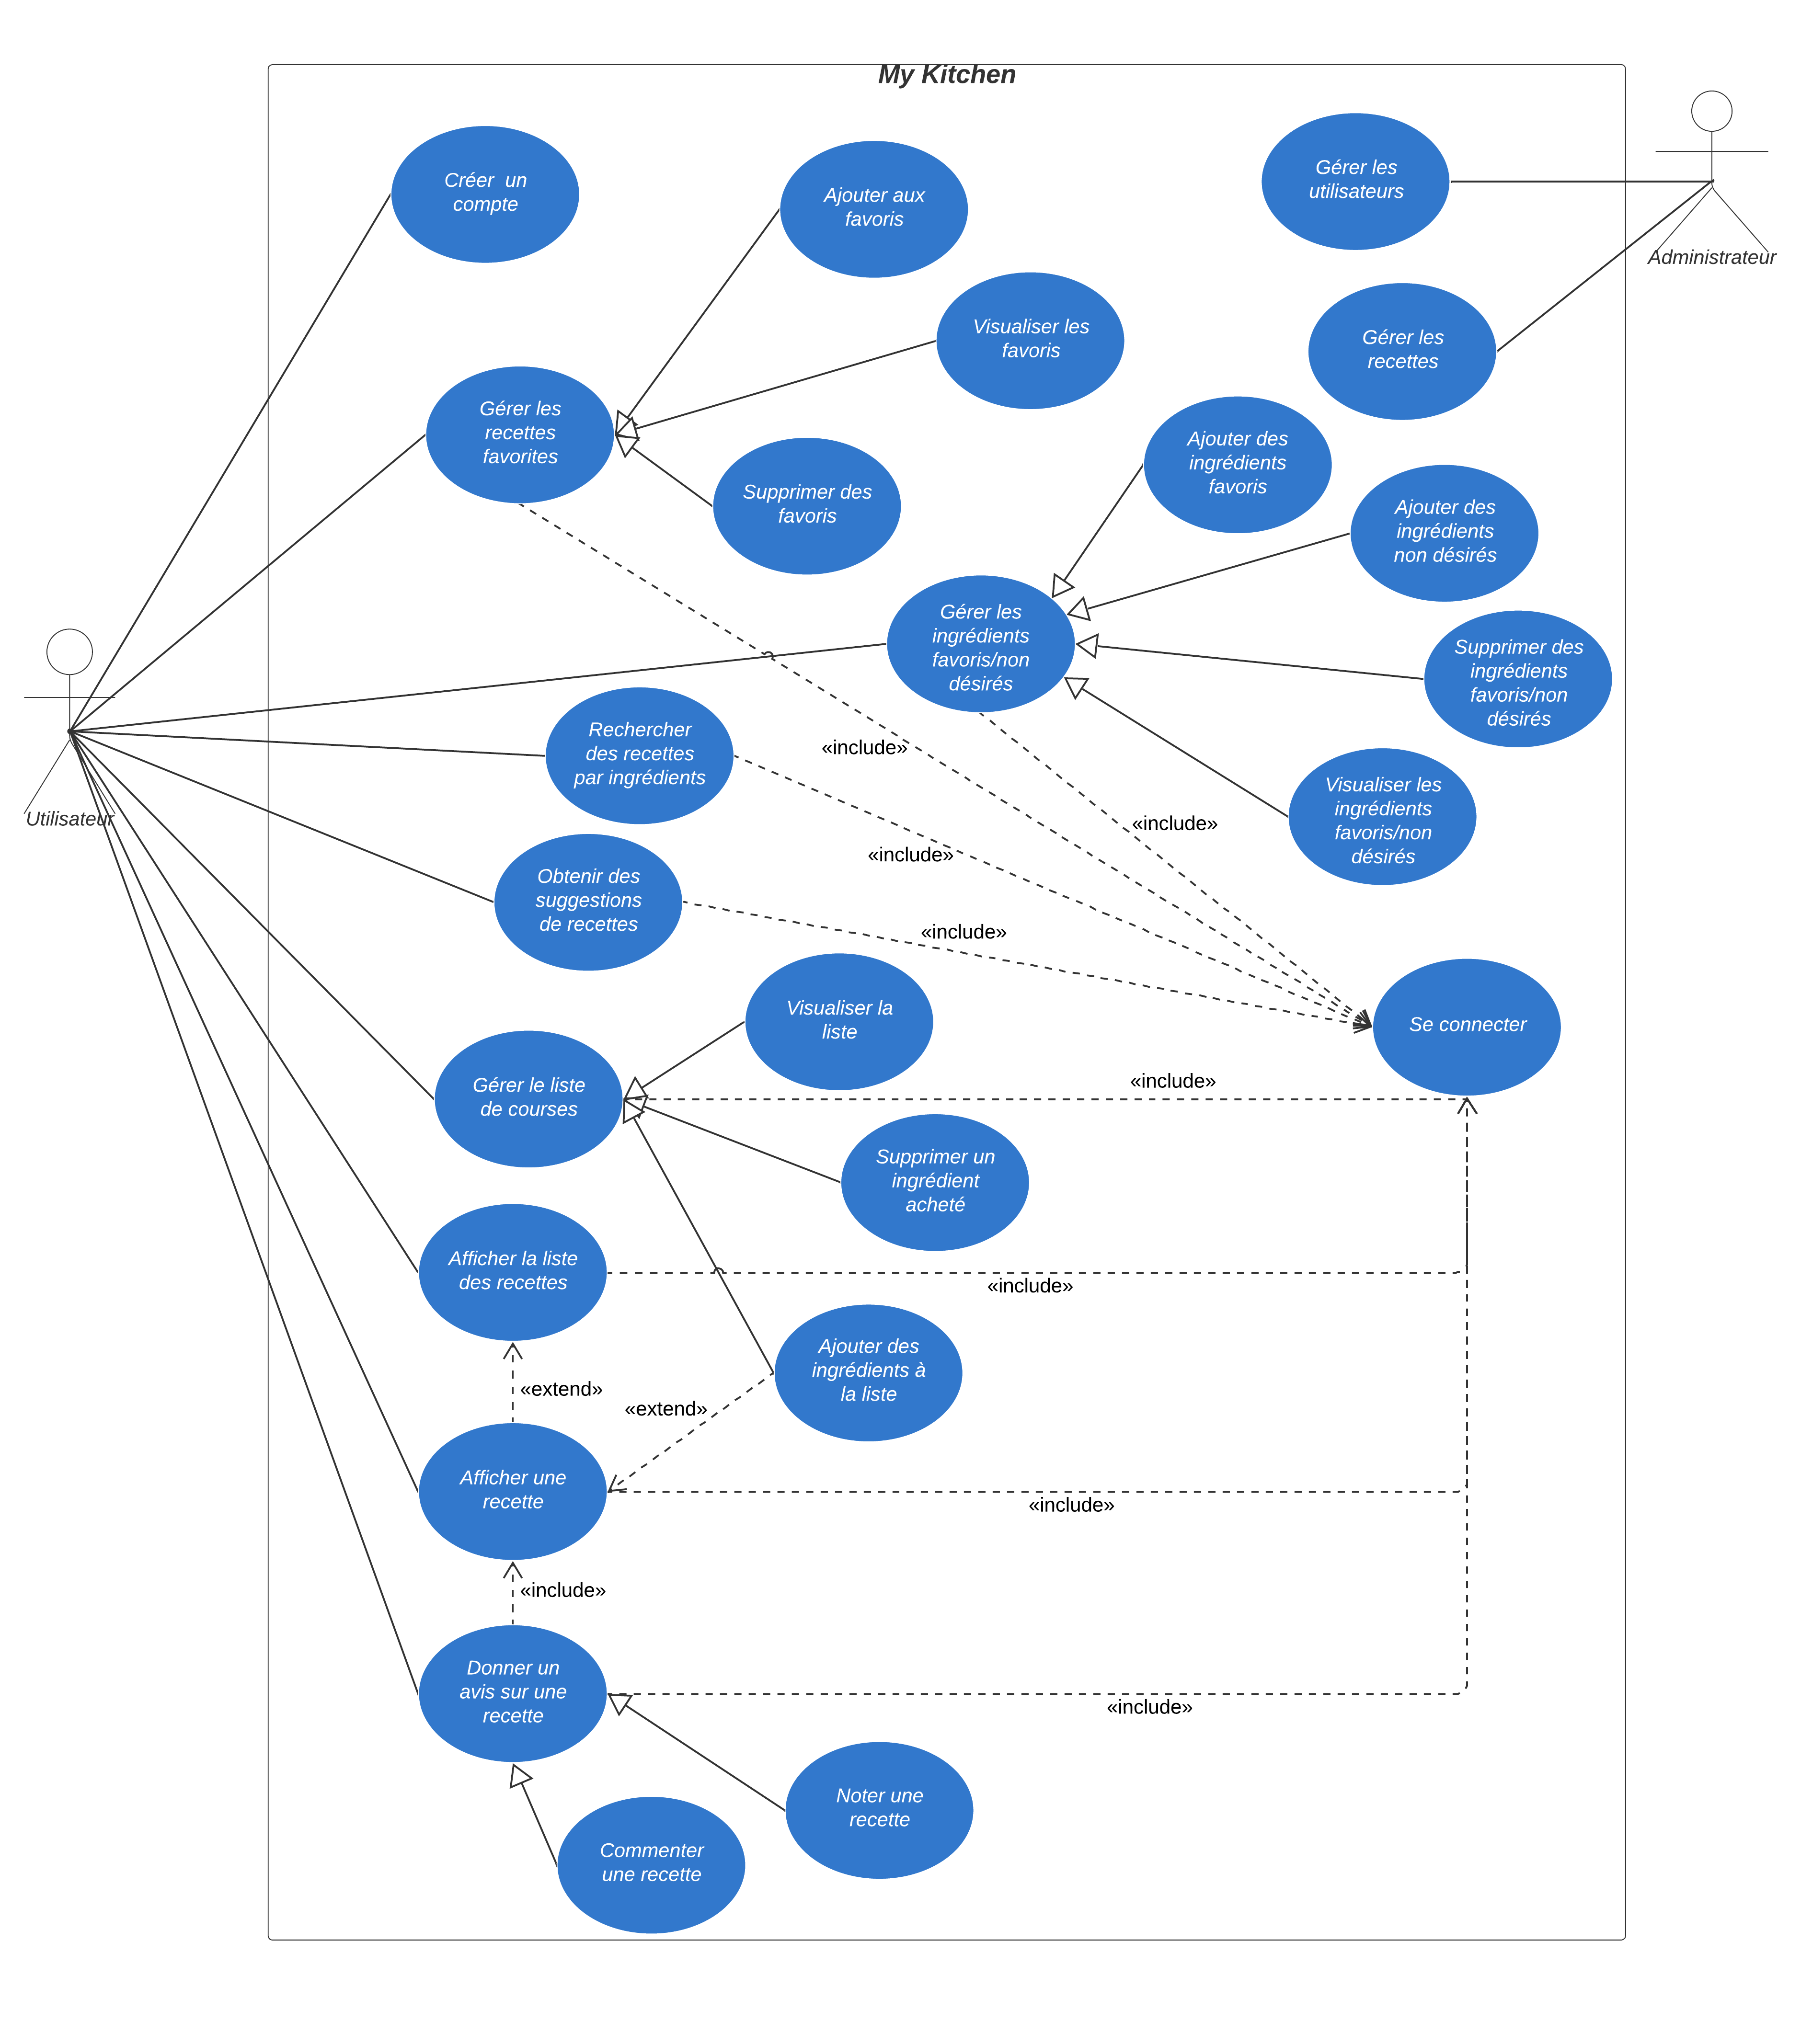 My Kitchen
Créer un
compte
Ajouter aux
favoris
Gérer les
utilisateurs
Administrateur
Visualiser les
favoris
Gérer les
recettes
Gérer les
recettes
favorites
Ajouter des
ingrédients
favoris
Supprimer des
favoris
Ajouter des
ingrédients
non désirés
Gérer les
ingrédients
favoris/non
désirés
Supprimer des
ingrédients
favoris/non
désirés
Rechercher
des recettes
par ingrédients
«include»
Utilisateur
«include»
Visualiser les
ingrédients
favoris/non
désirés
«include»
Obtenir des
suggestions
de recettes
«include»
Visualiser la
liste
Se connecter
Gérer le liste
de courses
«include»
Supprimer un
ingrédient
acheté
Afficher la liste
des recettes
«include»
Ajouter des
ingrédients à
la liste
«extend»
«extend»
Afficher une
recette
«include»
«include»
Donner un
avis sur une
recette
«include»
Noter une
recette
Commenter
une recette